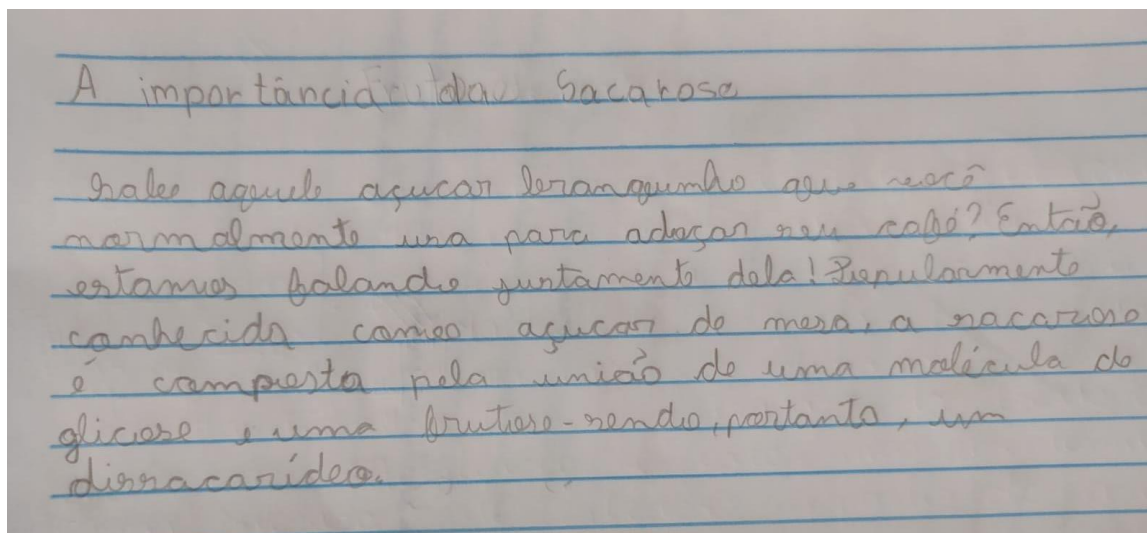 A importância da Sacarose
Sabe aquele açucar branquinho que você
normalmente usa para adoçar seu café? Então,
estamos falando justamente dela! Popularmente
conhecida como açucar de mesa, a sacarose
é composta pela união de uma molécula de
glicose e uma frutose-sendo, portanto, um
dissacarídeo.